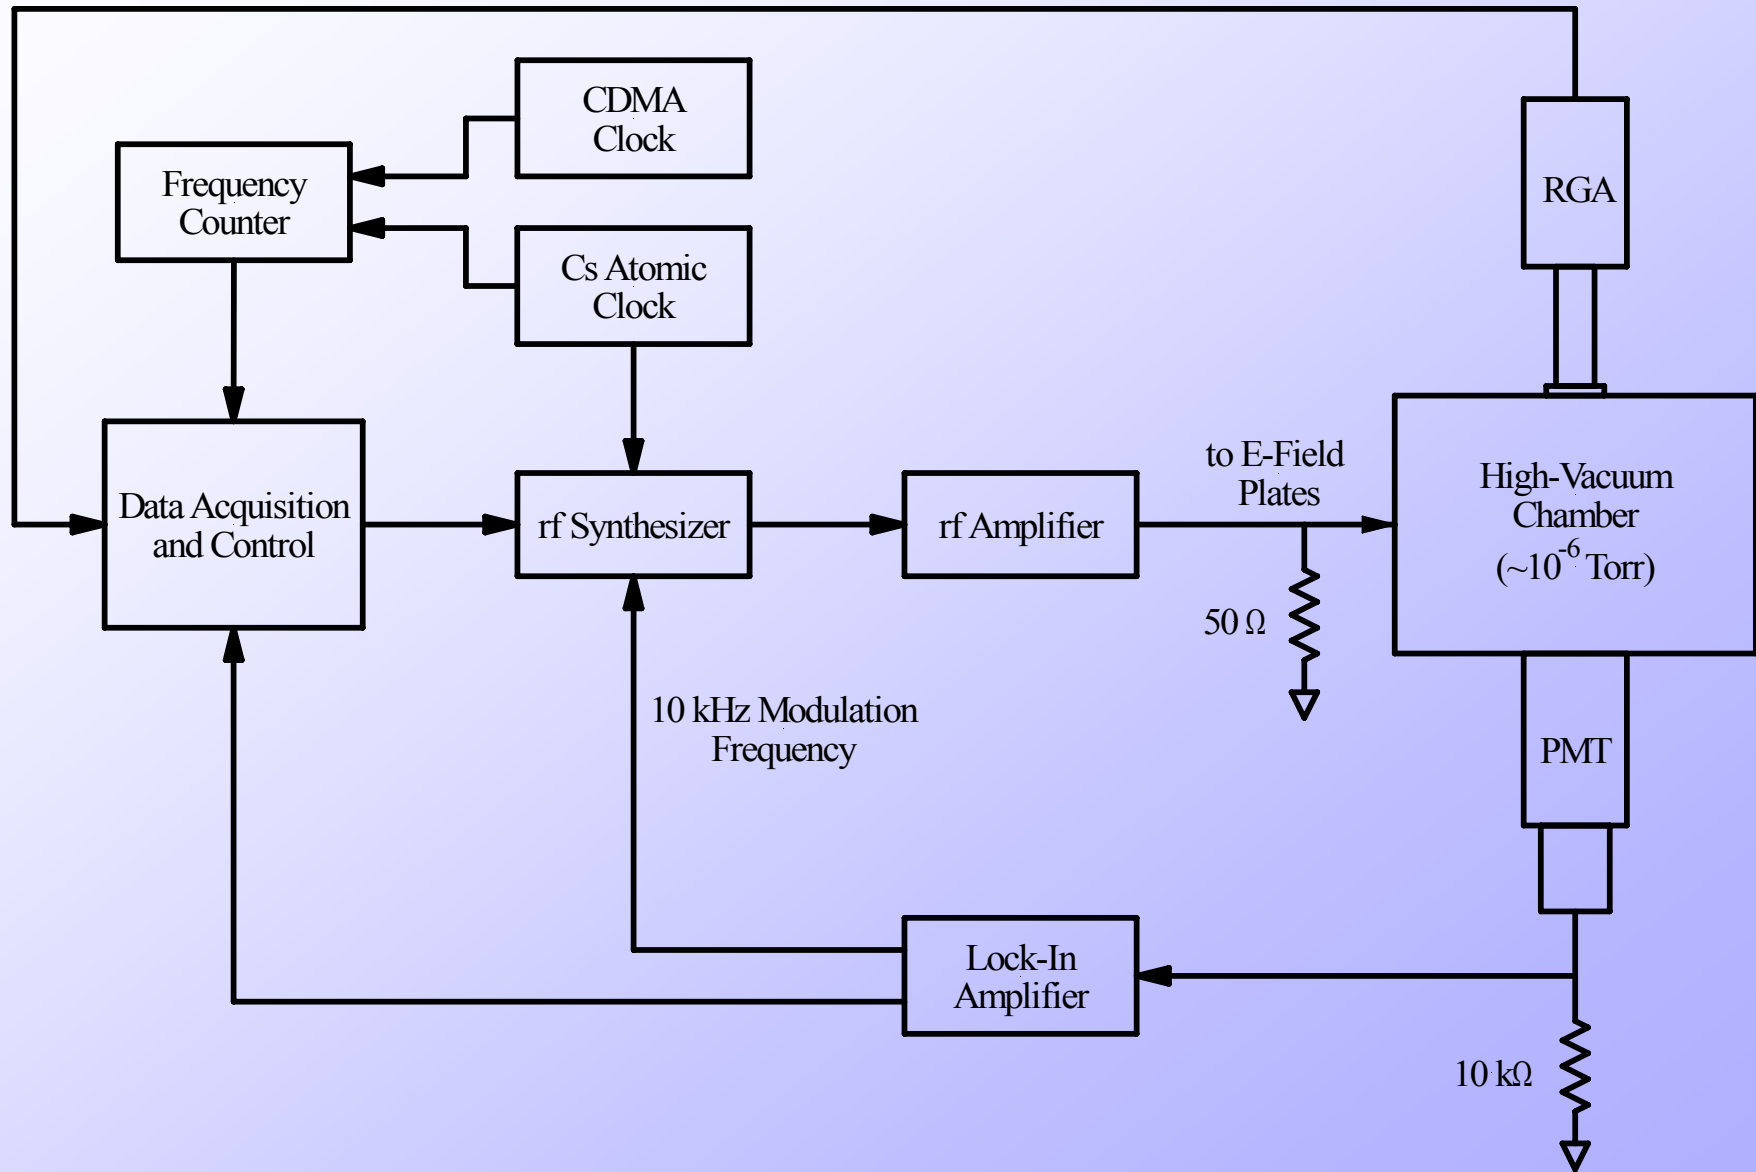 CDMA
Clock
Frequency
Counter
RGA
Cs Atomic
Clock
to E-Field
Plates
High-Vacuum
Chamber
(~10⁻⁶ Torr)
Data Acquisition
and Control
rf Synthesizer
rf Amplifier
50 Ω
10 kHz Modulation
Frequency
PMT
Lock-In
Amplifier
10 kΩ